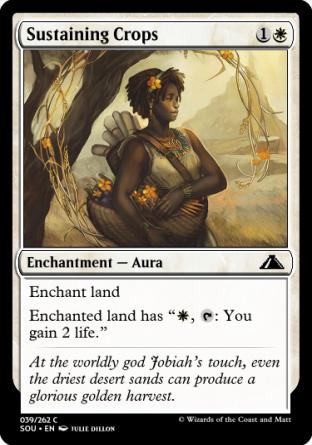 Sustaining Crops 1
Enchantment — Aura
Enchant land
Enchanted land has “ , : You
gain 2 life.”
At the worldly god Jobiah's touch, even
the driest desert sands can produce a
glorious golden harvest.
039/262 C
™ & © Wizards of the Coast and Matt
SOU • EN JULIE DILLON